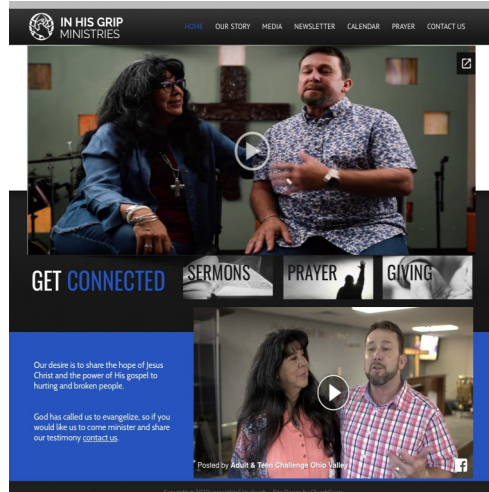 IN HIS GRIP
MINISTRIES
HOME OUR STORY MEDIA NEWSLETTER CALENDAR PRAYER CONTACT US
GET CONNECTED
SERMONS
PRAYER
GIVING
Our desire is to share the hope of Jesus
Christ and the power of His gospel to
hurting and broken people.
God has called us to evangelize, so if you
would like us to come minister and share
our testimony contact us.
Posted by Adult & Teen Challenge Ohio Valley